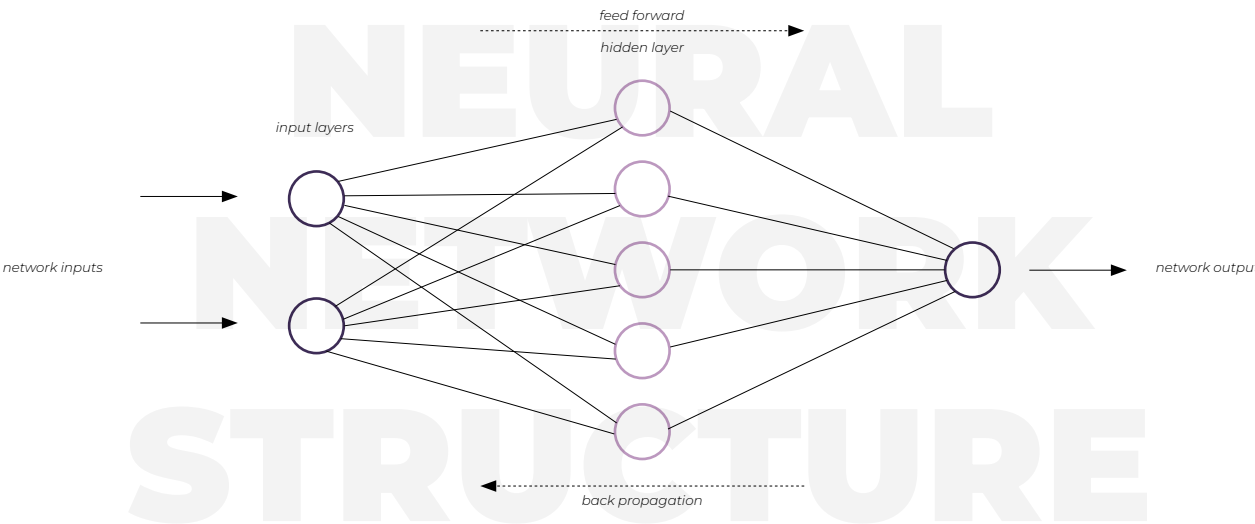 NEURAL
NETWORK
STRUCTURE
feed forward
hidden layer
input layers
network inputs
network outpu
back propagation